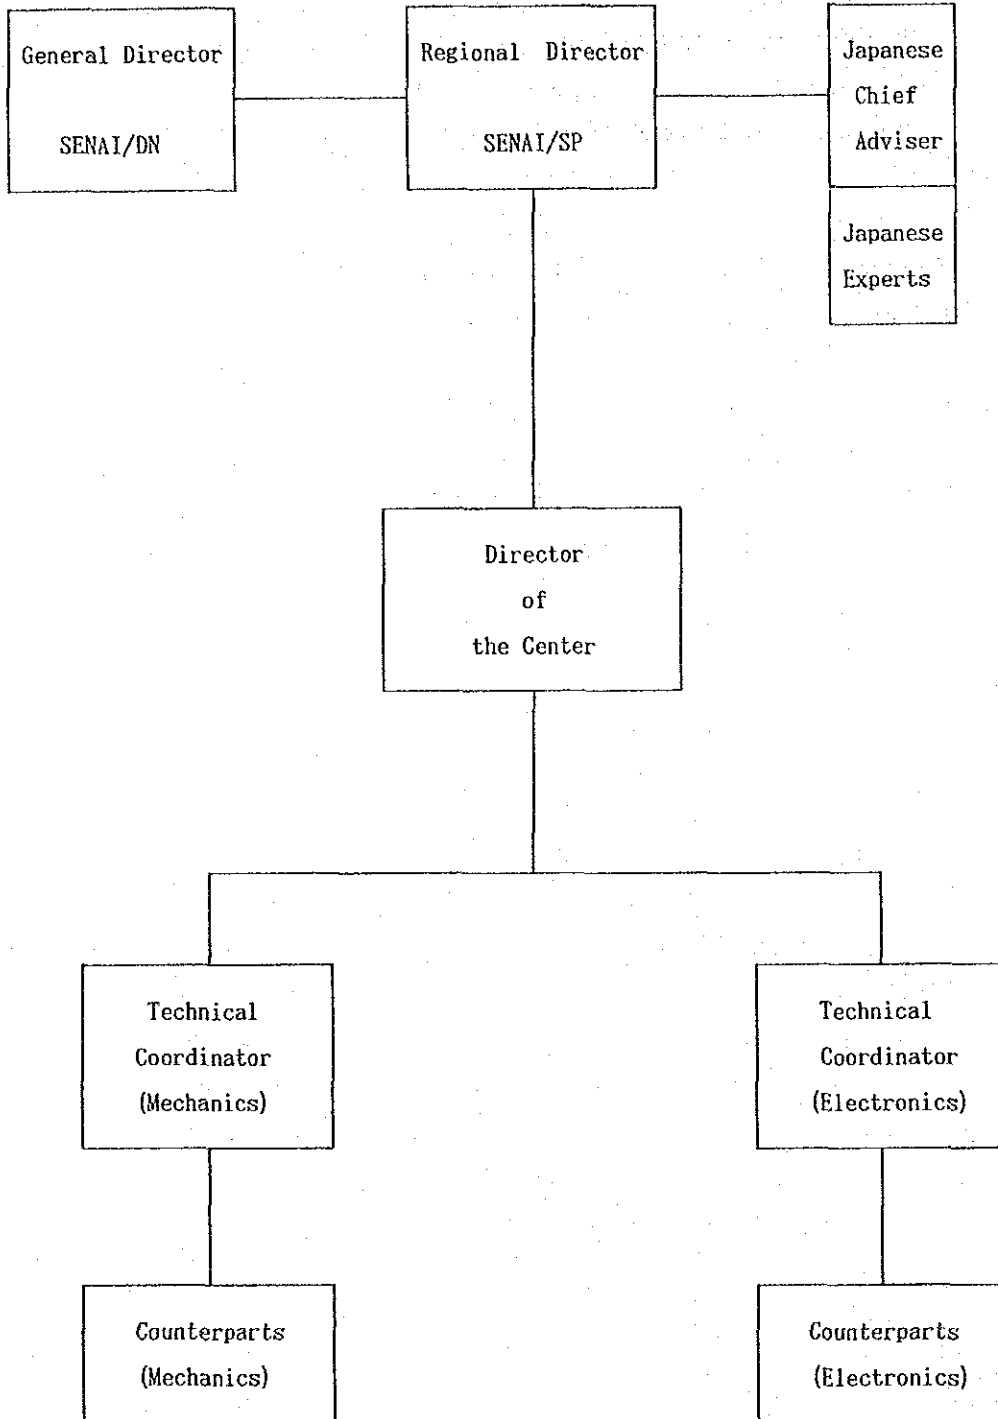 General Director
SENAI/DN
Regional Director
SENAI/SP
Japanese
Chief
Adviser
Japanese
Experts
Director
of
the Center
Technical
Coordinator
(Mechanics)
Technical
Coordinator
(Electronics)
Counterparts
(Mechanics)
Counterparts
(Electronics)